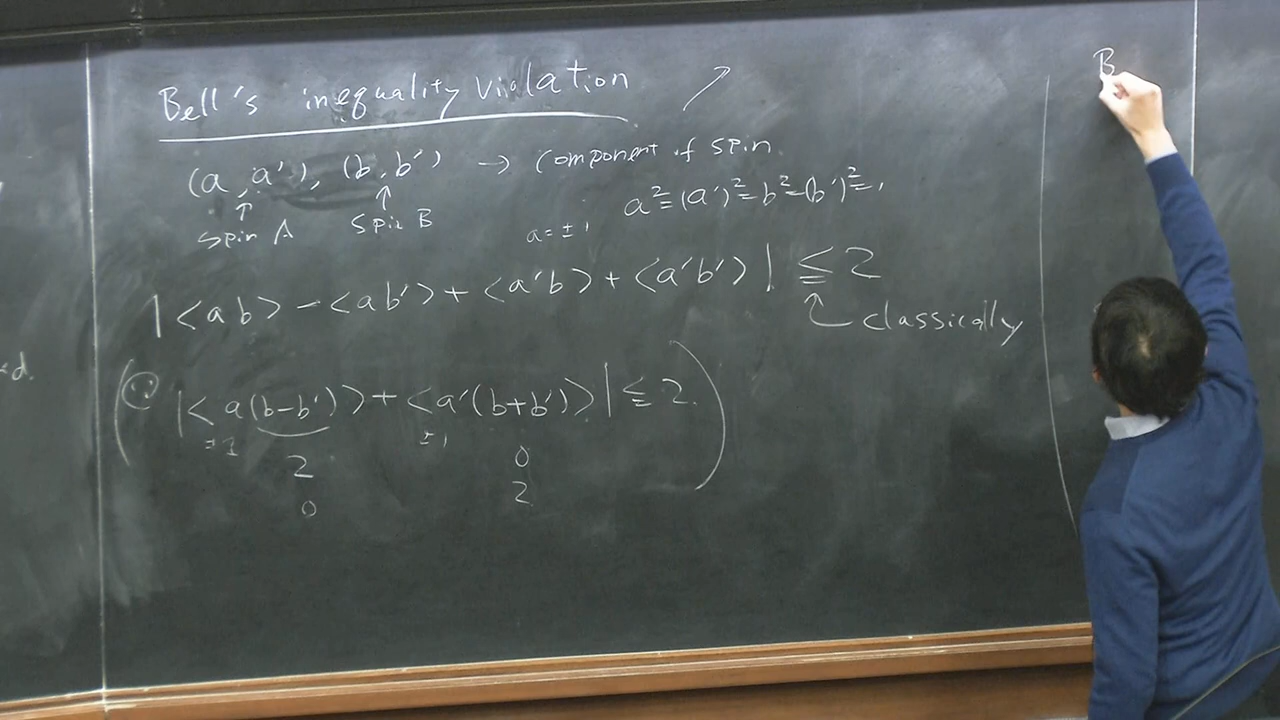 Bell's inequality violation
(a, a'), (b, b') → component of spin
↑ Spin A ↑ Spin B
a = ±1
a² = (a')² = b² = (b')² = 1
|<ab> - <ab'> + <a'b> + <a'b'>| ≦ 2
classically
|<a(b-b')> + <a'(b+b')>| ≦ 2.
±1 ±1
2 0
0 2
B